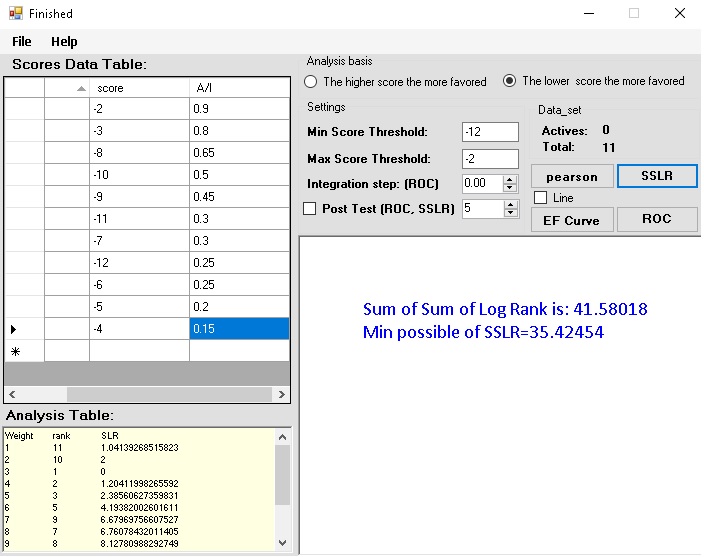 Finished
File Help
Scores Data Table:
score A/I
-2 0.9
-3 0.8
-8 0.65
-10 0.5
-9 0.45
-11 0.3
-7 0.3
-12 0.25
-6 0.25
-5 0.2
-4 0.15
Analysis Table:
Weight rank SLR
1 11 1.04139268515823
2 10 2
3 1 0
4 2 1.20411998265592
5 3 2.38560627359831
6 5 4.19382002601611
7 9 6.67969756607527
8 7 6.76078432011405
9 8 8.12780988292749
Analysis basis
The higher score the more favored
The lower score the more favored
Settings
Min Score Threshold: -12
Max Score Threshold: -2
Integration step: (ROC) 0.00
Post Test (ROC, SSLR) 5
Data_set
Actives: 0
Total: 11
pearson SSLR
Line
EF Curve ROC
Sum of Sum of Log Rank is: 41.58018
Min possible of SSLR=35.42454